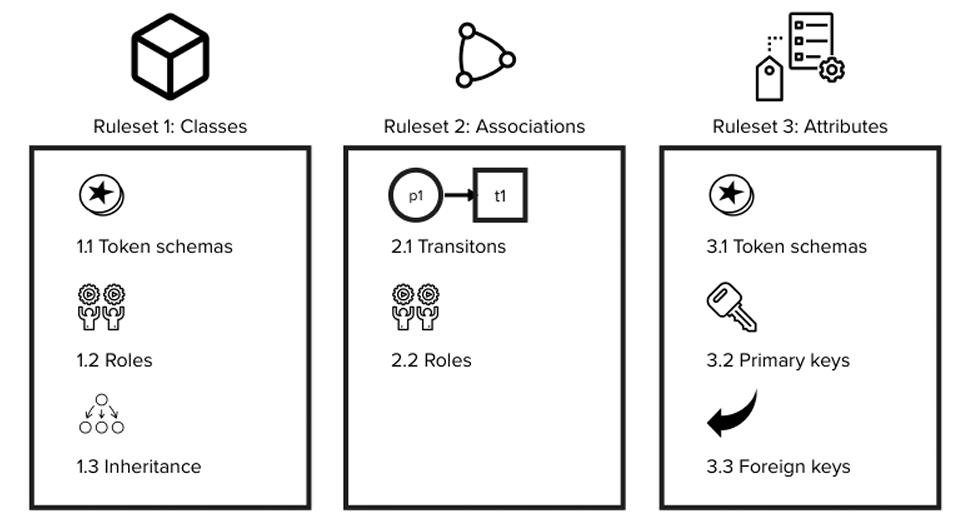 Ruleset 1: Classes
1.1 Token schemas
1.2 Roles
1.3 Inheritance
Ruleset 2: Associations
p1
t1
2.1 Transitons
2.2 Roles
Ruleset 3: Attributes
3.1 Token schemas
3.2 Primary keys
3.3 Foreign keys